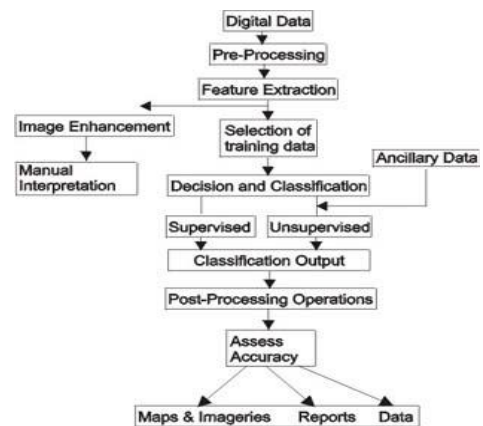 Digital Data
Pre-Processing
Feature Extraction
Image Enhancement
Selection of
training data
Ancillary Data
Manual
Interpretation
Decision and Classification
Supervised
Unsupervised
Classification Output
Post-Processing Operations
Assess
Accuracy
Maps & Imageries Reports Data